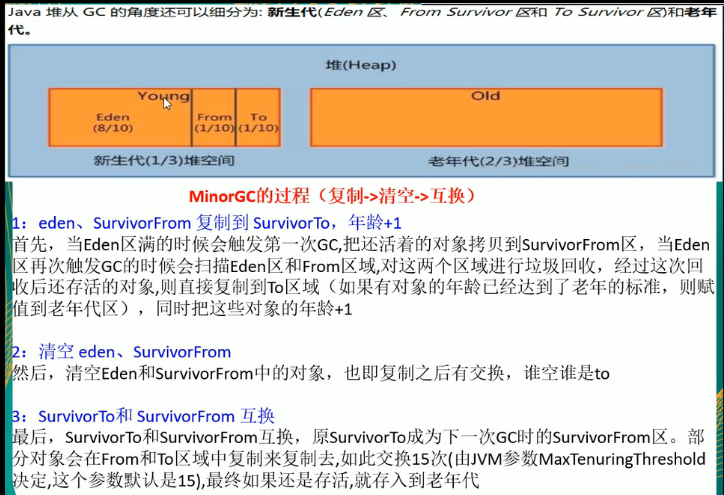 Java 堆从 GC 的角度还可以细分为: 新生代(Eden 区、From Survivor 区和 To Survivor 区)和老年
代。
堆(Heap)
Young
Old
Eden
(8/10)
From
(1/10)
To
(1/10)
新生代(1/3)堆空间
老年代(2/3)堆空间
MinorGC的过程（复制->清空->互换）
1：eden、SurvivorFrom 复制到 SurvivorTo，年龄+1
首先，当Eden区满的时候会触发第一次GC,把还活着的对象拷贝到SurvivorFrom区，当Eden
区再次触发GC的时候会扫描Eden区和From区域,对这两个区域进行垃圾回收，经过这次回
收后还存活的对象,则直接复制到To区域（如果有对象的年龄已经达到了老年的标准，则赋
值到老年代区），同时把这些对象的年龄+1
2：清空 eden、SurvivorFrom
然后，清空Eden和SurvivorFrom中的对象，也即复制之后有交换，谁空谁是to
3：SurvivorTo和 SurvivorFrom 互换
最后，SurvivorTo和SurvivorFrom互换，原SurvivorTo成为下一次GC时的SurvivorFrom区。部
分对象会在From和To区域中复制来复制去,如此交换15次(由JVM参数MaxTenuringThreshold
决定,这个参数默认是15),最终如果还是存活,就存入到老年代